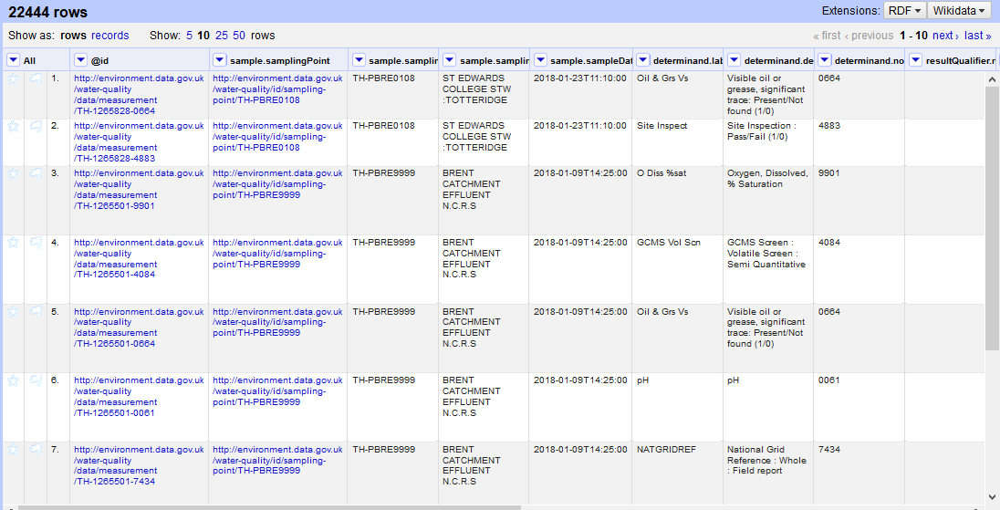 22444 rows
Extensions: RDF Wikidata
Show as: rows records Show: 5 10 25 50 rows « first ‹ previous 1 - 10 next › last »
All @id sample.samplingPoint sample.samplin sample.samplin sample.sampleDat determinand.lab determinand.de determinand.no resultQualifier.n
1. http://environment.data.gov.uk http://environment.data.gov.uk TH-PBRE0108 ST EDWARDS 2018-01-23T11:10:00 Oil & Grs Vs Visible oil or 0664
/water-quality /water-quality/id/sampling- COLLEGE STW grease, significant
/data/measurement point/TH-PBRE0108 :TOTTERIDGE trace: Present/Not
/TH-1265828-0664 found (1/0)
2. http://environment.data.gov.uk http://environment.data.gov.uk TH-PBRE0108 ST EDWARDS 2018-01-23T11:10:00 Site Inspect Site Inspection : 4883
/water-quality /water-quality/id/sampling- COLLEGE STW Pass/Fail (1/0)
/data/measurement point/TH-PBRE0108 :TOTTERIDGE
/TH-1265828-4883
3. http://environment.data.gov.uk http://environment.data.gov.uk TH-PBRE9999 BRENT 2018-01-09T14:25:00 O Diss %sat Oxygen, Dissolved, 9901
/water-quality /water-quality/id/sampling- CATCHMENT % Saturation
/data/measurement point/TH-PBRE9999 EFFLUENT
/TH-1265501-9901 N.C.R.S
4. http://environment.data.gov.uk http://environment.data.gov.uk TH-PBRE9999 BRENT 2018-01-09T14:25:00 GCMS Vol Scn GCMS Screen : 4084
/water-quality /water-quality/id/sampling- CATCHMENT Volatile Screen :
/data/measurement point/TH-PBRE9999 EFFLUENT Semi Quantitative
/TH-1265501-4084 N.C.R.S
5. http://environment.data.gov.uk http://environment.data.gov.uk TH-PBRE9999 BRENT 2018-01-09T14:25:00 Oil & Grs Vs Visible oil or 0664
/water-quality /water-quality/id/sampling- CATCHMENT grease, significant
/data/measurement point/TH-PBRE9999 EFFLUENT trace: Present/Not
/TH-1265501-0664 N.C.R.S found (1/0)
6. http://environment.data.gov.uk http://environment.data.gov.uk TH-PBRE9999 BRENT 2018-01-09T14:25:00 pH pH 0061
/water-quality /water-quality/id/sampling- CATCHMENT
/data/measurement point/TH-PBRE9999 EFFLUENT
/TH-1265501-0061 N.C.R.S
7. http://environment.data.gov.uk http://environment.data.gov.uk TH-PBRE9999 BRENT 2018-01-09T14:25:00 NATGRIDREF National Grid 7434
/water-quality /water-quality/id/sampling- CATCHMENT Reference : Whole
/data/measurement point/TH-PBRE9999 EFFLUENT : Field report
/TH-1265501-7434 N.C.R.S